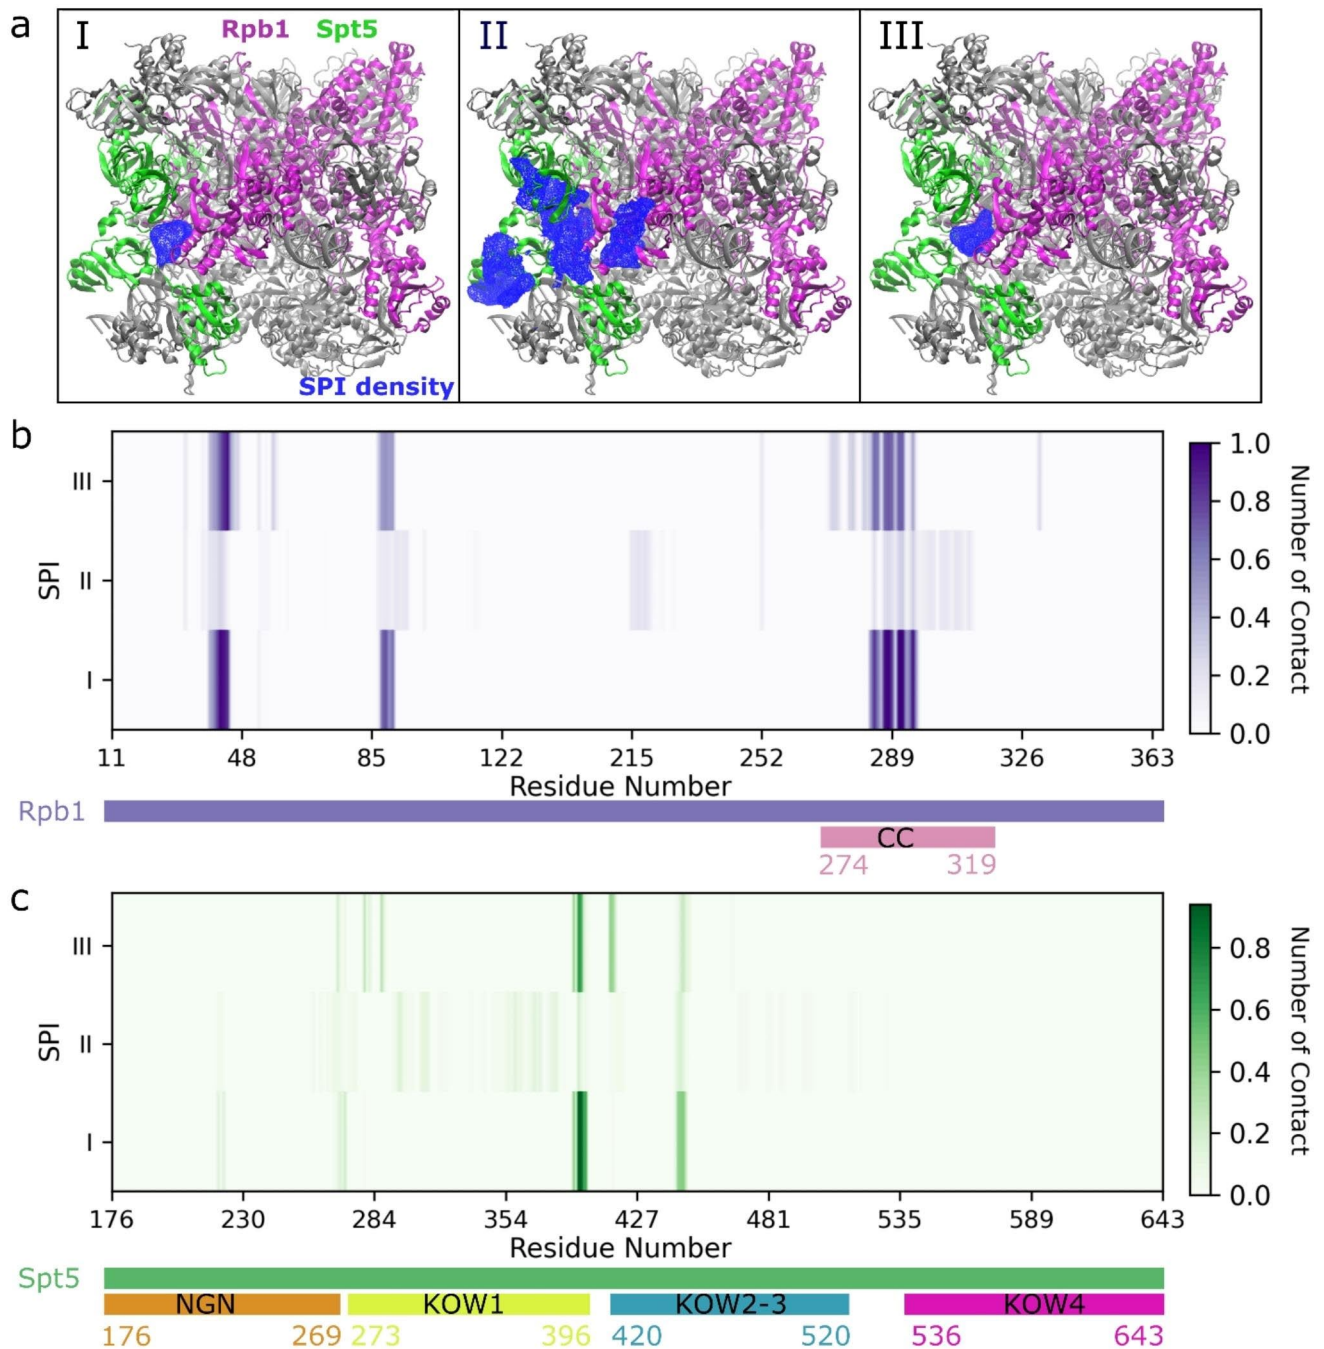 a
I Rpb1 Spt5 II III
SPI density
b
III
SPI II
I
11 48 85 122 215 252 289 326 363
Residue Number
1.0
0.8
0.6
0.4
0.2
0.0
Number of Contact
Rpb1
CC
274 319
c
III
SPI II
I
176 230 284 354 427 481 535 589 643
Residue Number
0.8
0.6
0.4
0.2
0.0
Number of Contact
Spt5
NGN KOW1 KOW2-3 KOW4
176 269 273 396 420 520 536 643